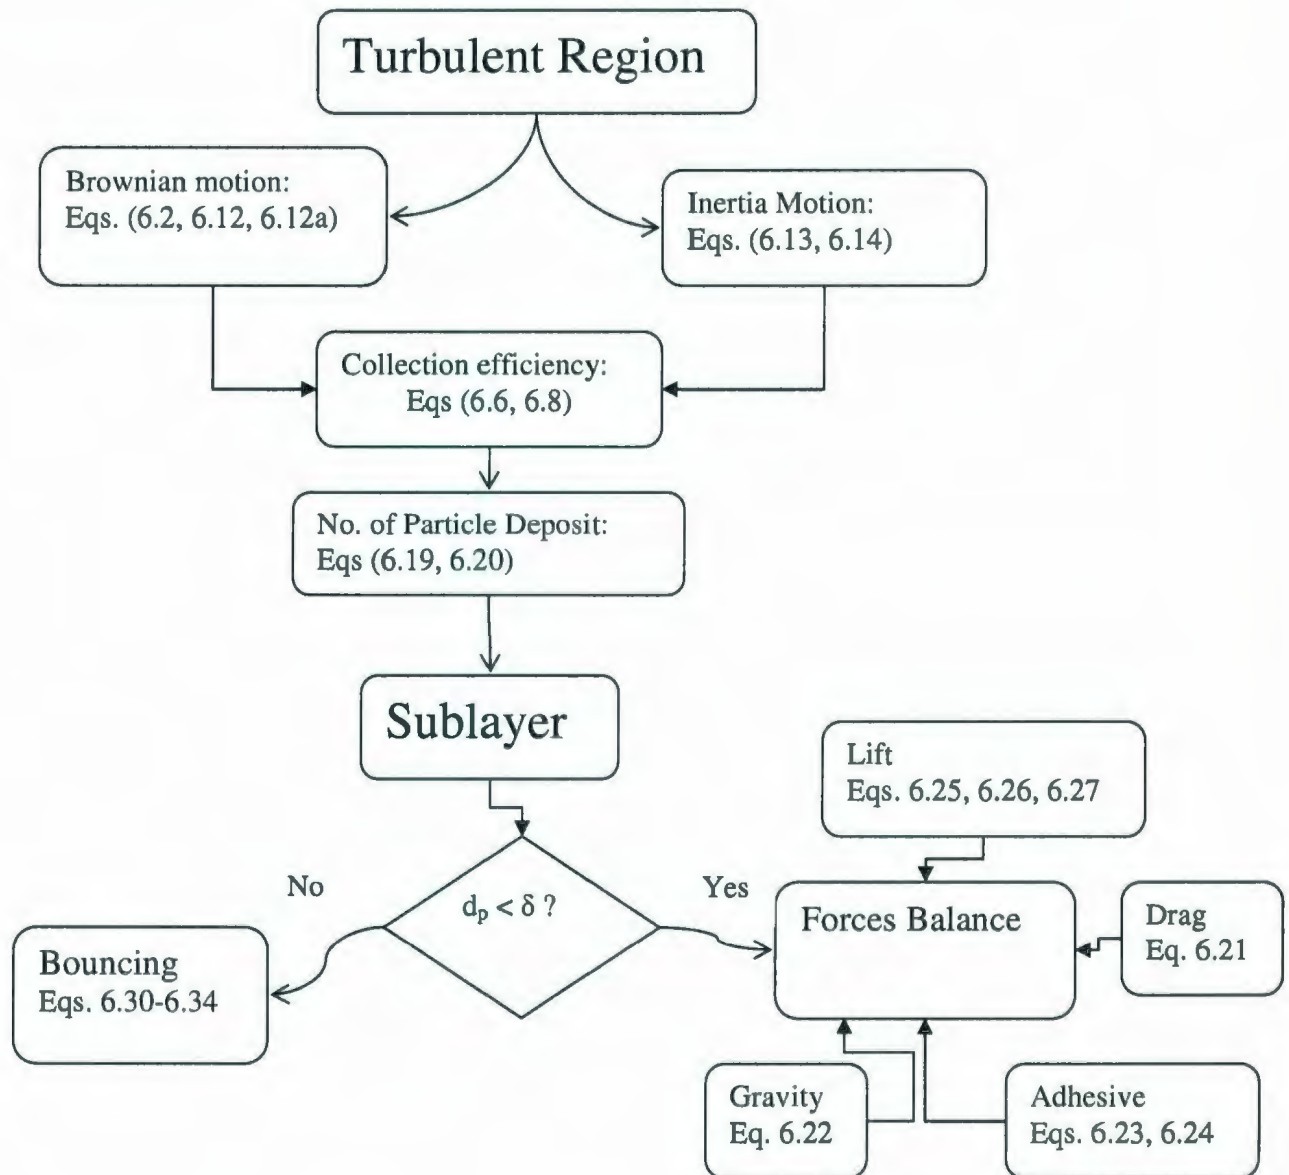 Turbulent Region
Brownian motion:
Eqs. (6.2, 6.12, 6.12a)
Inertia Motion:
Eqs. (6.13, 6.14)
Collection efficiency:
Eqs (6.6, 6.8)
No. of Particle Deposit:
Eqs (6.19, 6.20)
Sublayer
Lift
Eqs. 6.25, 6.26, 6.27
No
dₚ < δ ?
Yes
Forces Balance
Drag
Eq. 6.21
Bouncing
Eqs. 6.30-6.34
Gravity
Eq. 6.22
Adhesive
Eqs. 6.23, 6.24